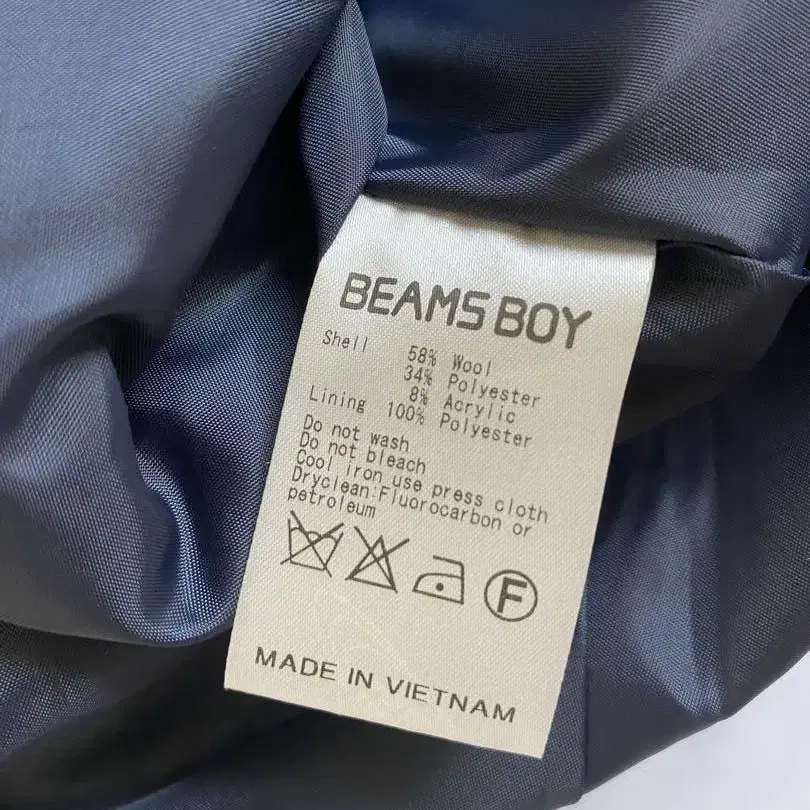 BEAMS BOY
Shell 58% Wool
34% Polyester
8% Acrylic
Lining 100% Polyester
Do not wash
Do not bleach
Cool iron use press cloth
Dryclean:Fluorocarbon or
petroleum
F
MADE IN VIETNAM